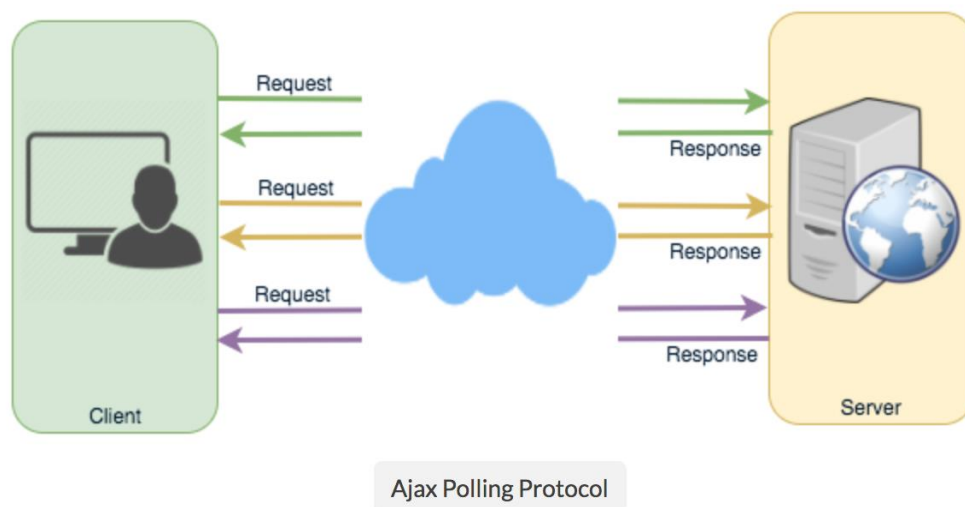 Request
Response
Request
Response
Request
Response
Client
Server
Ajax Polling Protocol